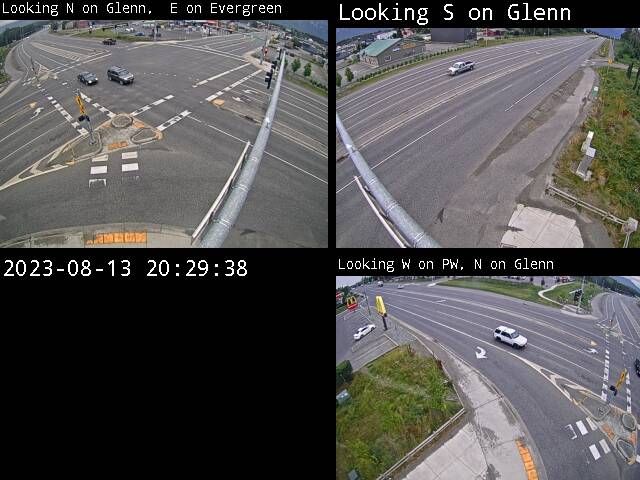 Looking N on Glenn, E on Evergreen
Looking S on Glenn
2023-08-13 20:29:38
Looking W on PW, N on Glenn